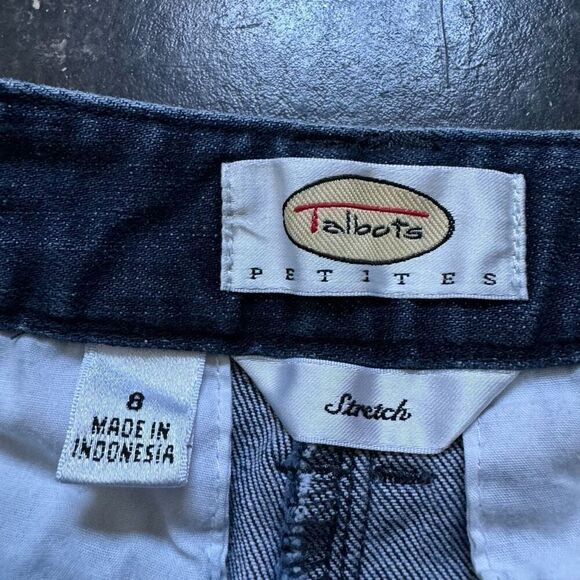 Talbots
PETITES
Stretch
8
MADE IN
INDONESIA